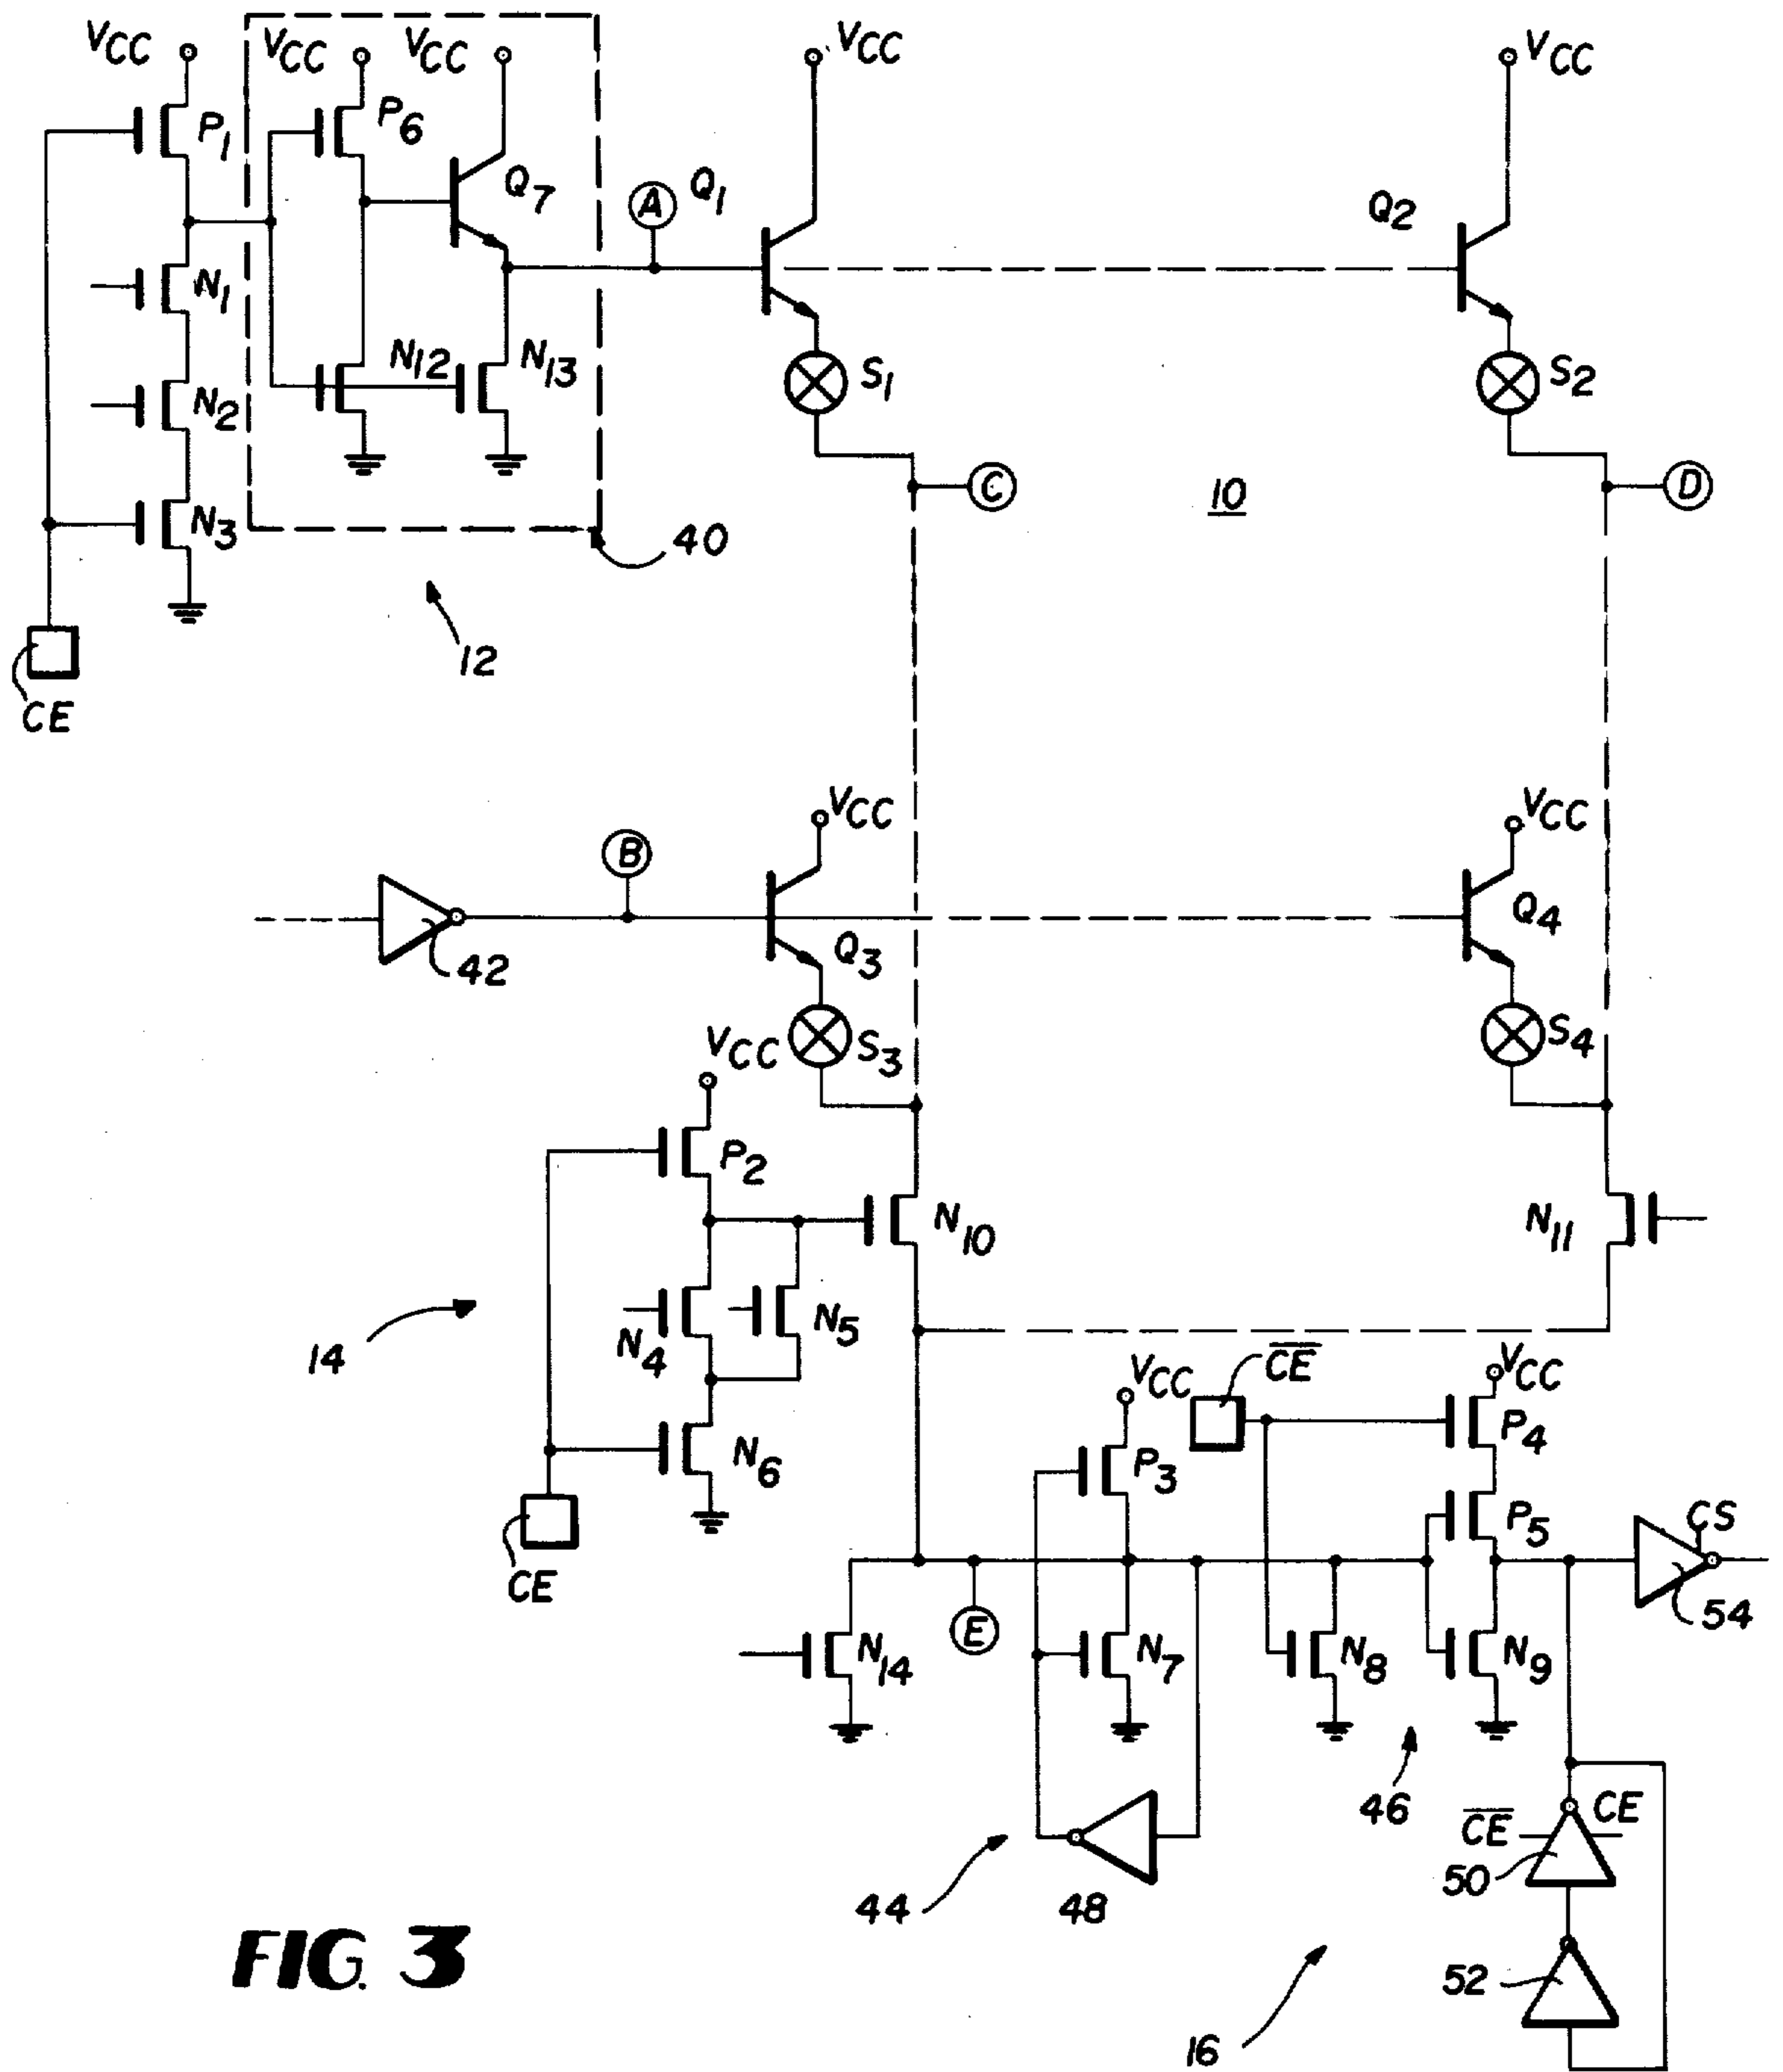 VCC VCC VCC VCC VCC
P1 P6 Q7 A Q1 Q2
N1 N12 N13 S1 S2
N2
N3 C 10 D
40
12
CE
VCC VCC
B
42 Q3 Q4
VCC S3 S4
P2
N10 N11
N4 N5
14
VCC CE VCC
P4
N6 P3
P5 CS
CE
54
E
N14 N7 N8 N9
46 CE CE
50
44 48
FIG. 3
52
16